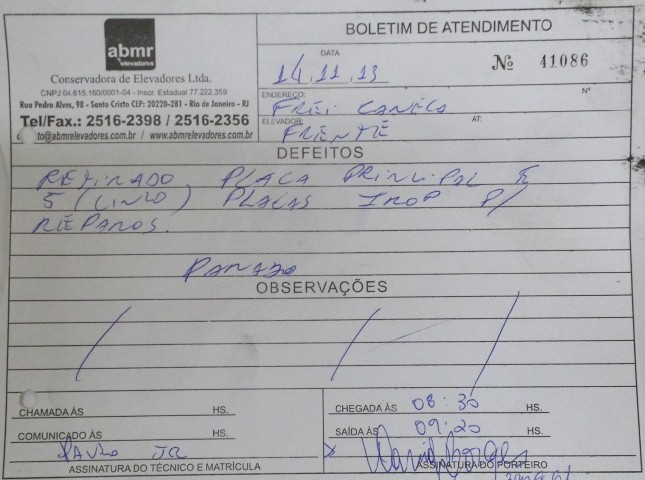 abmr
elevadores
Conservadora de Elevadores Ltda.
CNPJ 04.615.160/0001-04 - Inscr. Estadual 77.222.359
Rua Pedro Alves, 98 - Santo Cristo CEP: 20220-281 - Rio de Janeiro - RJ
Tel/Fax.: 2516-2398 / 2516-2356
to@abmrelevadores.com.br / www.abmrelevadores.com.br
BOLETIM DE ATENDIMENTO
DATA
14.11.13
Nº 41086
ENDEREÇO: Nº
FREI CANECA
ELEVADOR: AT:
FRENTE
DEFEITOS
RETIRADO PLACA PRINCIPAL E
5 (CINCO) PLACAS INOP P/
REPAROS.
PARADO
OBSERVAÇÕES
CHAMADA ÀS HS.
COMUNICADO ÀS HS.
PAULO JR
ASSINATURA DO TÉCNICO E MATRÍCULA
CHEGADA ÀS 08:30 HS.
SAÍDA ÀS 09:20 HS.
ASSINATURA DO PORTEIRO